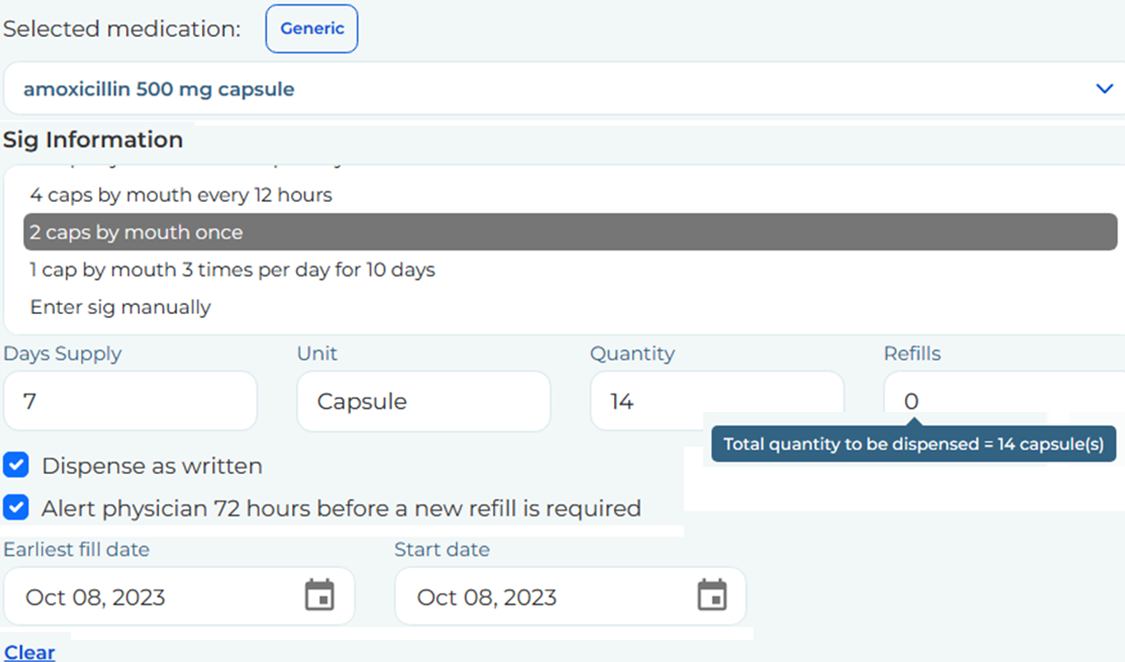 Selected medication: Generic
amoxicillin 500 mg capsule
Sig Information
4 caps by mouth every 12 hours
2 caps by mouth once
1 cap by mouth 3 times per day for 10 days
Enter sig manually
Days Supply Unit Quantity Refills
7 Capsule 14 0
Total quantity to be dispensed = 14 capsule(s)
Dispense as written
Alert physician 72 hours before a new refill is required
Earliest fill date Start date
Oct 08, 2023 Oct 08, 2023
Clear